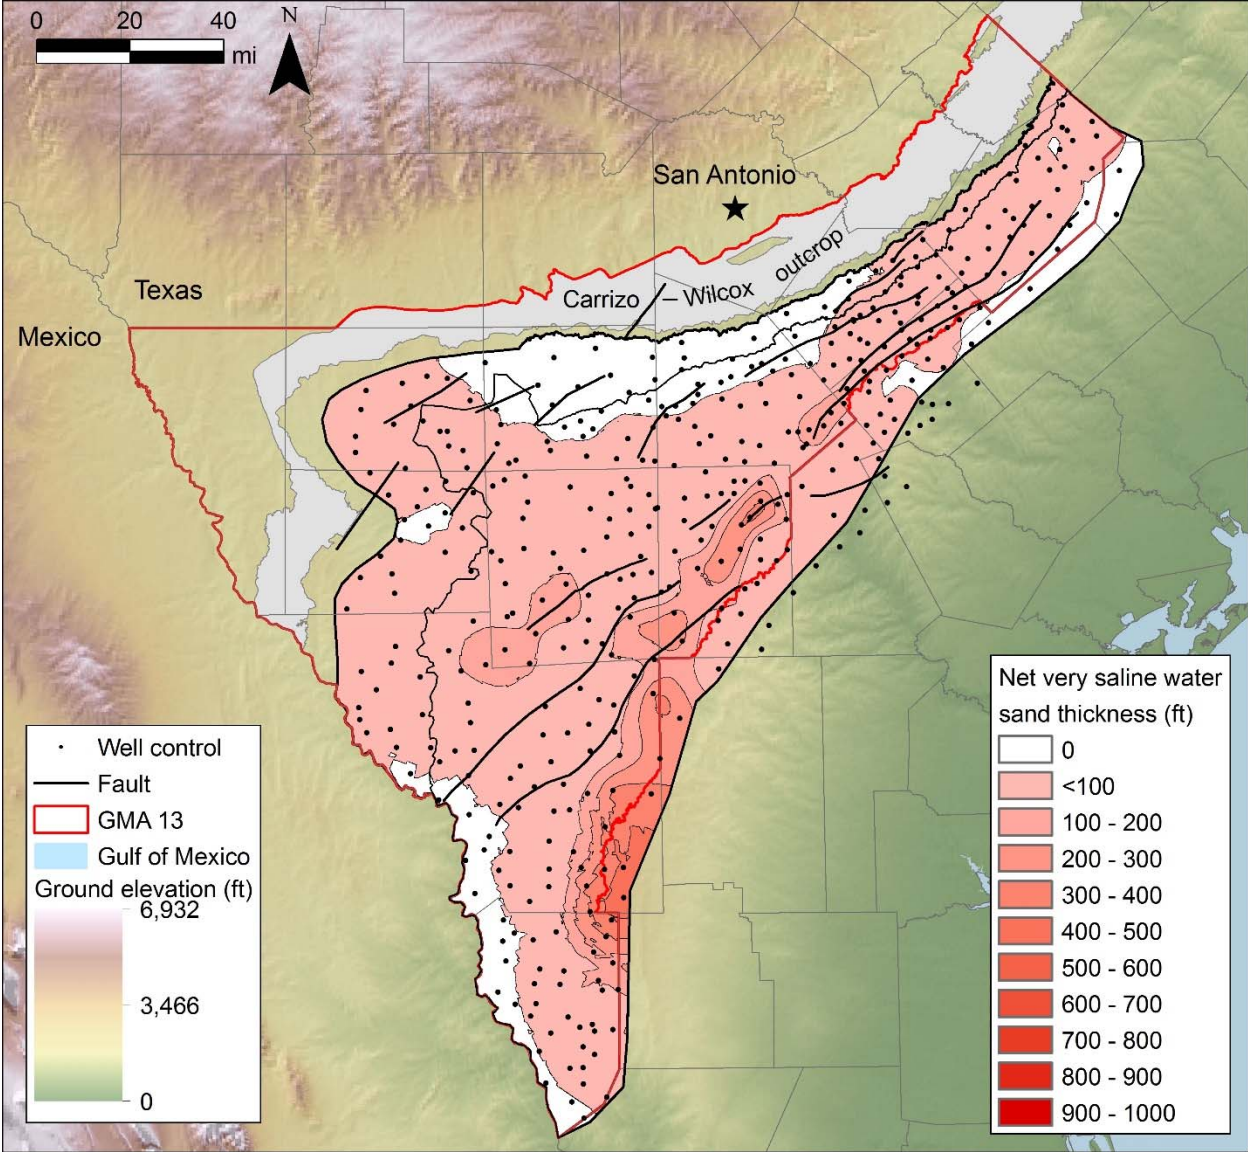 0 20 40
mi
N
San Antonio
Texas
Mexico
Carrizo – Wilcox outcrop
Well control
Fault
GMA 13
Gulf of Mexico
Ground elevation (ft)
6,932
3,466
0
Net very saline water
sand thickness (ft)
0
<100
100 - 200
200 - 300
300 - 400
400 - 500
500 - 600
600 - 700
700 - 800
800 - 900
900 - 1000